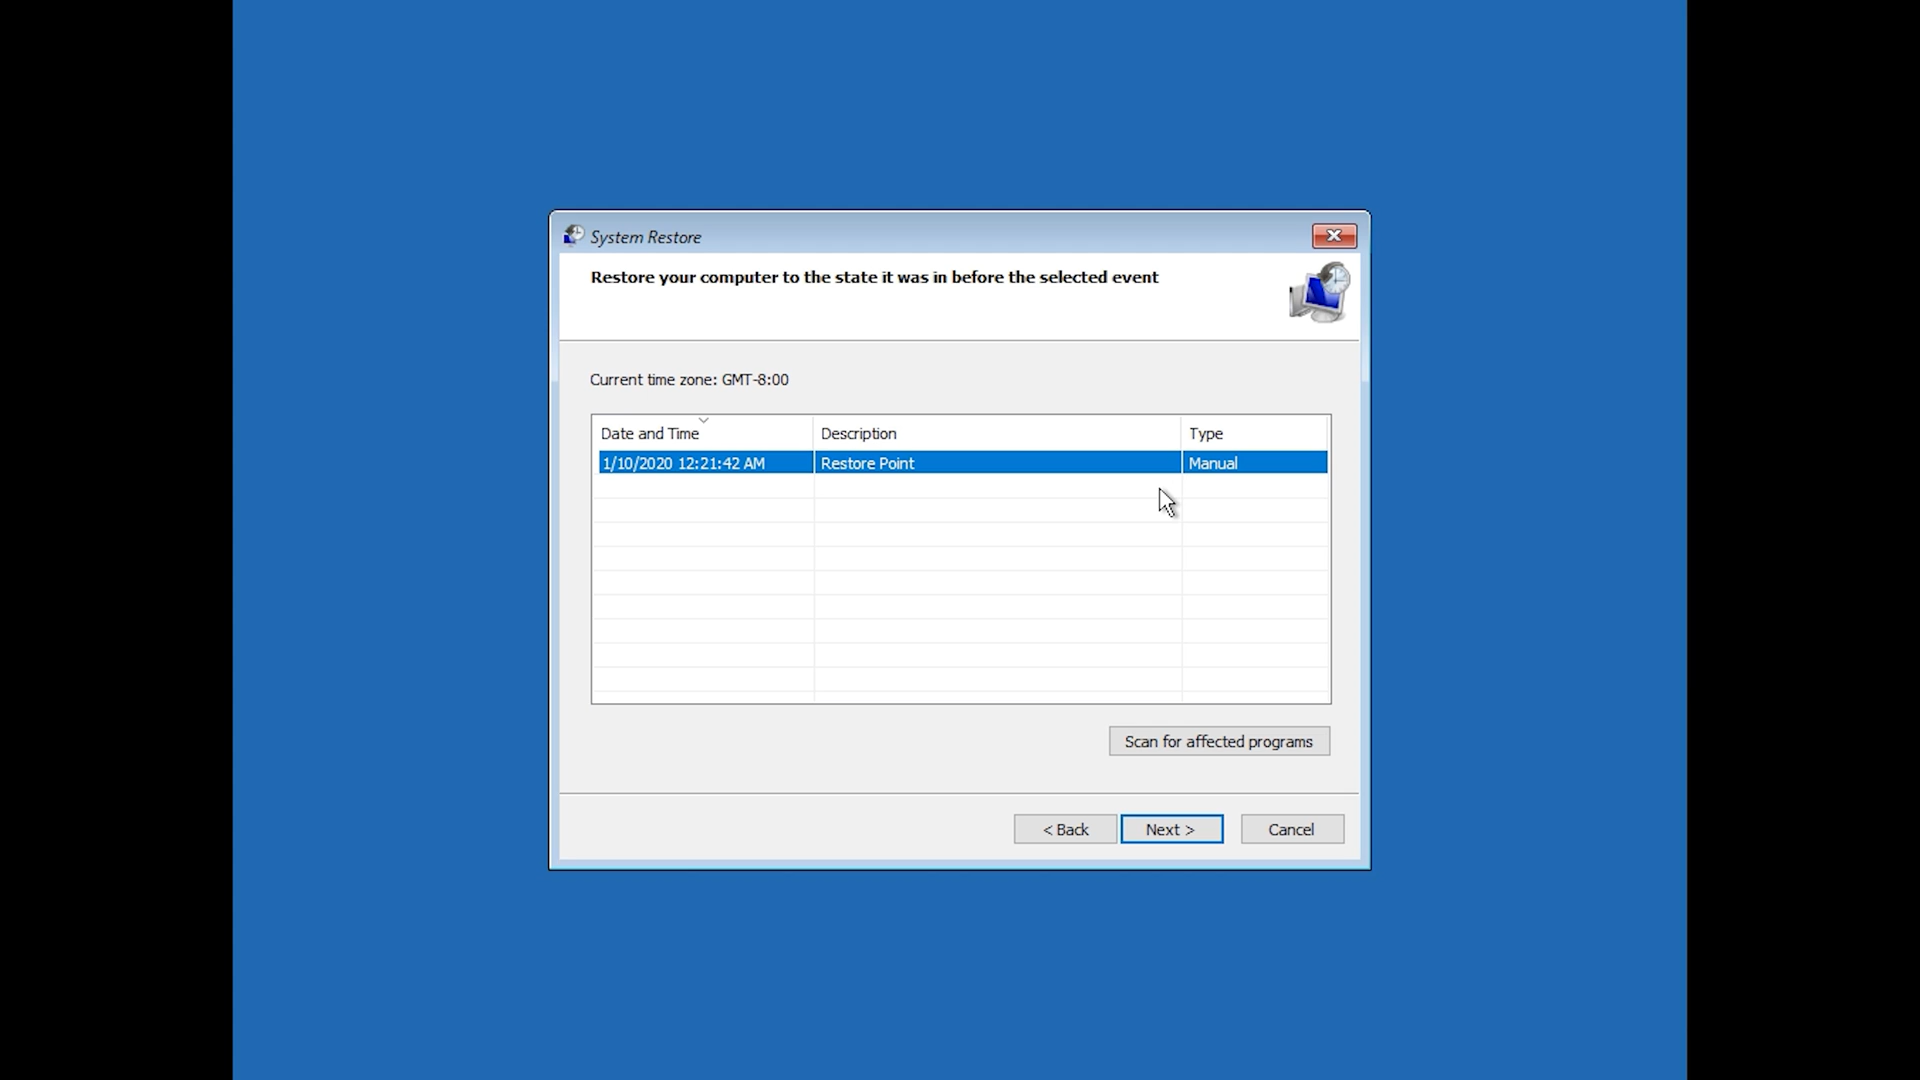 System Restore
Restore your computer to the state it was in before the selected event
Current time zone: GMT-8:00
Date and Time Description Type
1/10/2020 12:21:42 AM Restore Point Manual
Scan for affected programs
< Back Next > Cancel